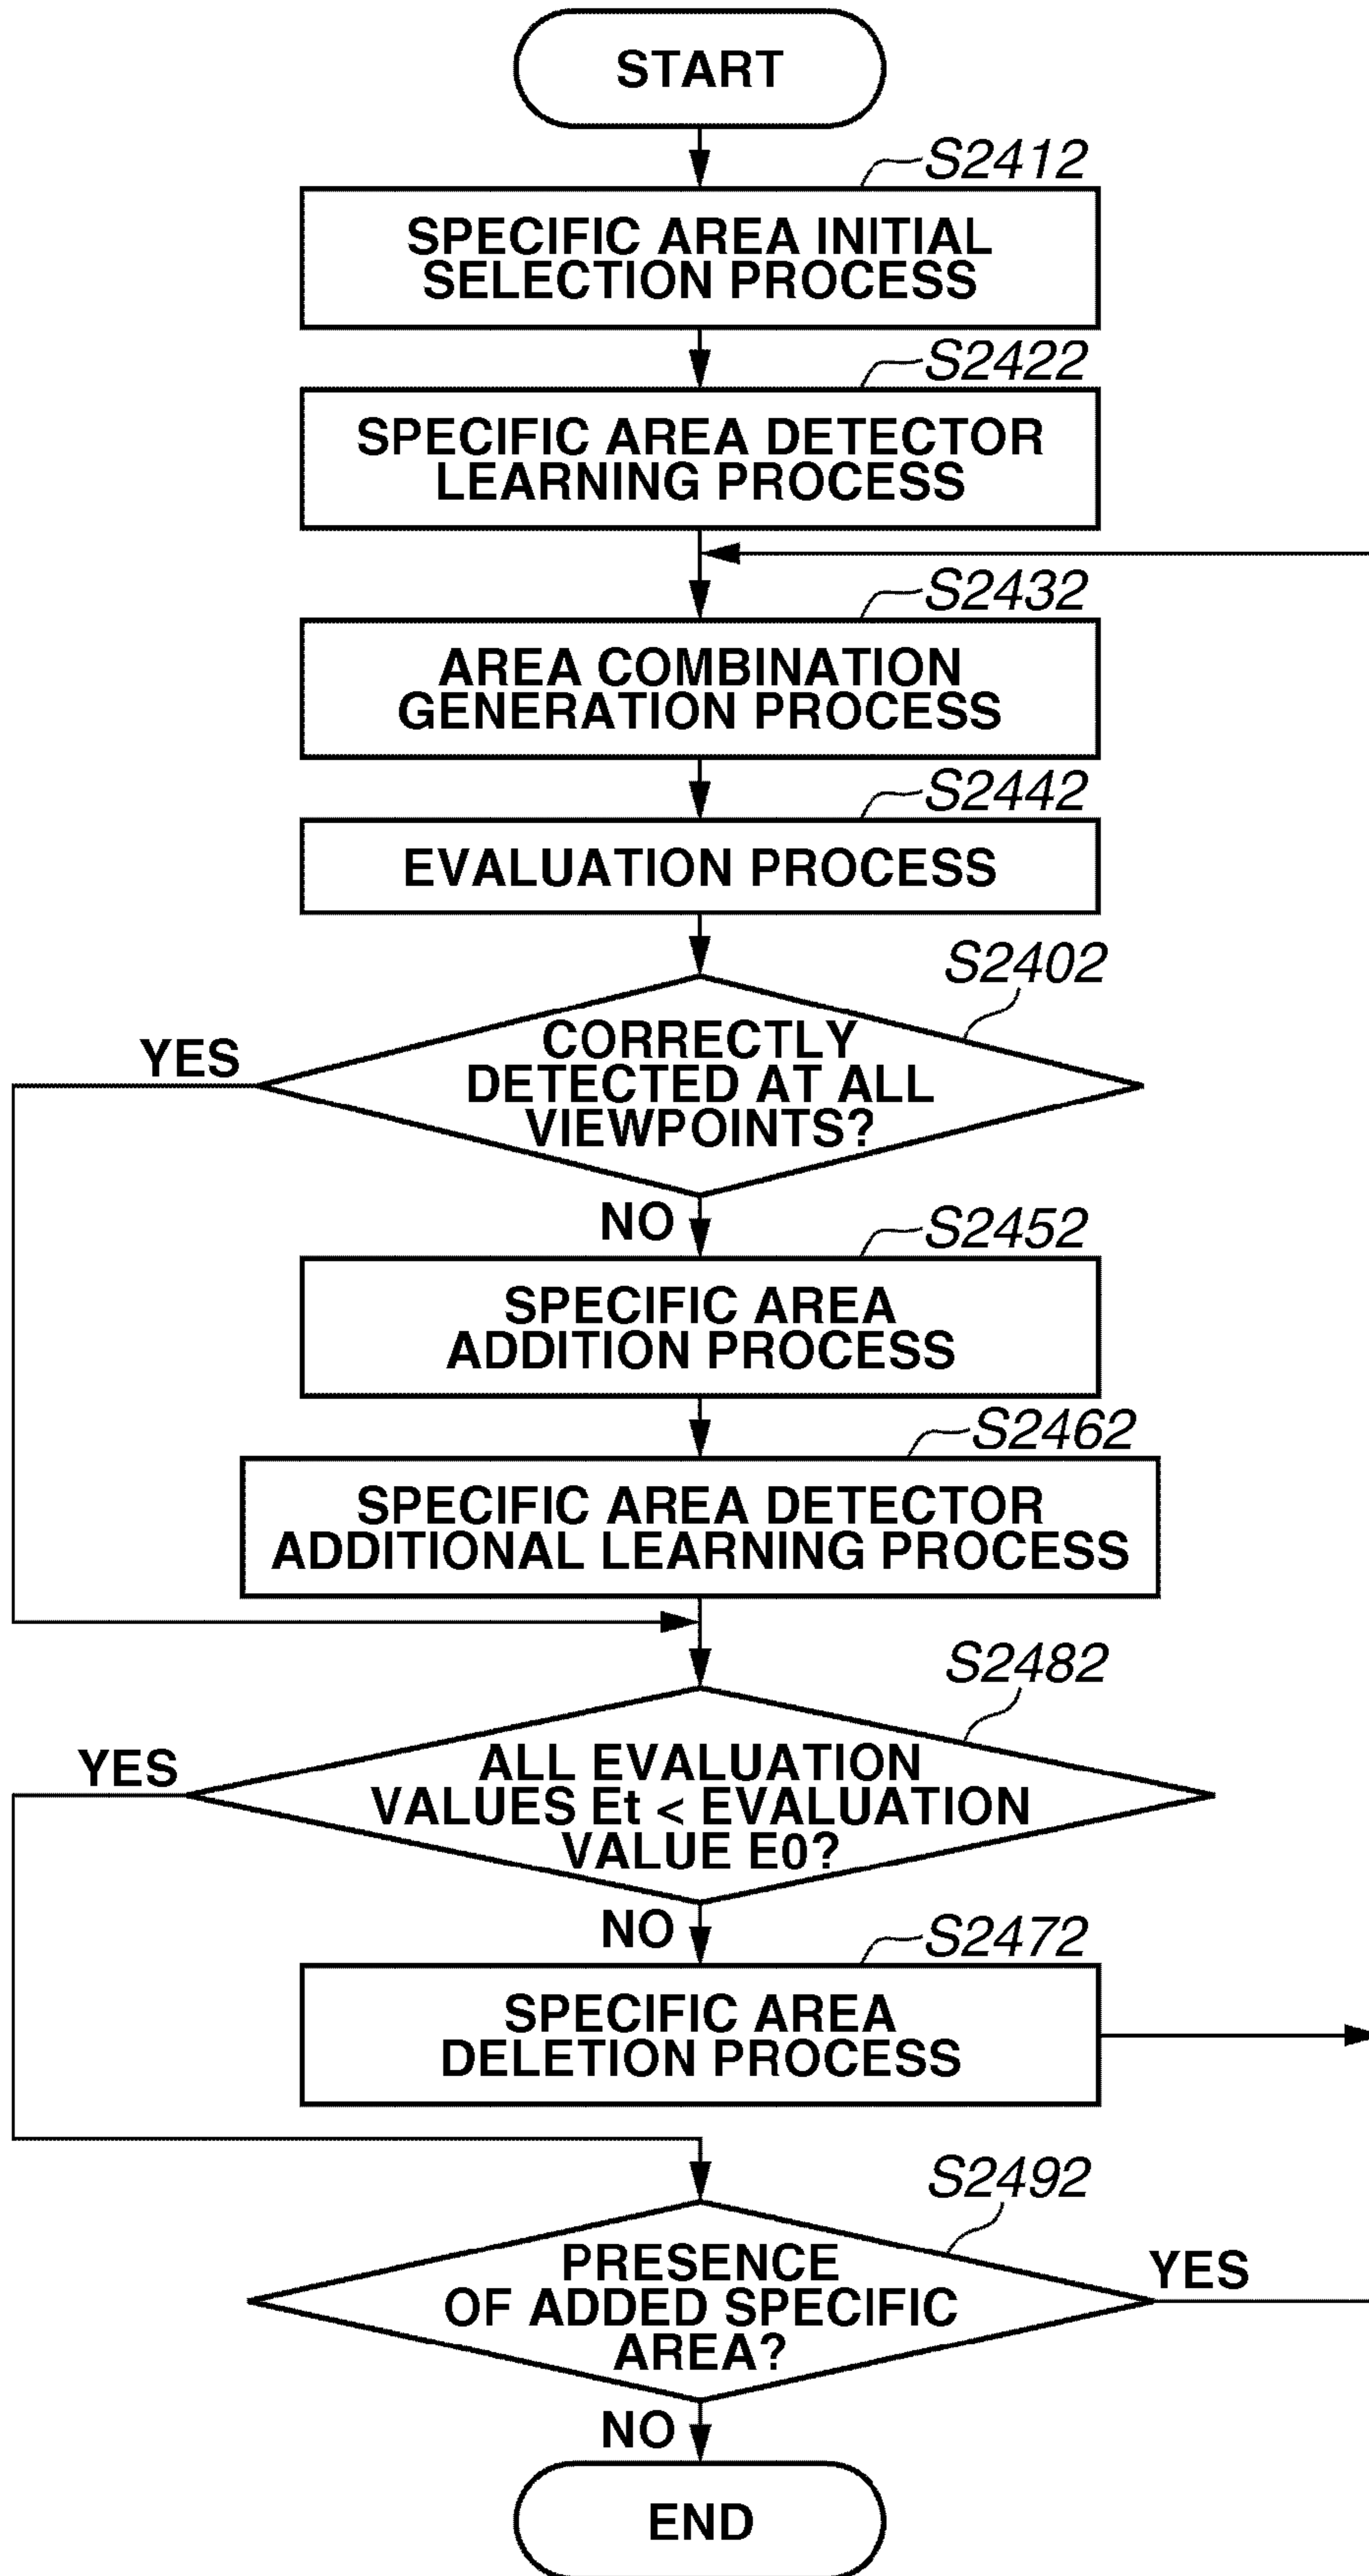 START
S2412
SPECIFIC AREA INITIAL
SELECTION PROCESS
S2422
SPECIFIC AREA DETECTOR
LEARNING PROCESS
S2432
AREA COMBINATION
GENERATION PROCESS
S2442
EVALUATION PROCESS
S2402
YES
CORRECTLY
DETECTED AT ALL
VIEWPOINTS?
NO
S2452
SPECIFIC AREA
ADDITION PROCESS
S2462
SPECIFIC AREA DETECTOR
ADDITIONAL LEARNING PROCESS
S2482
YES
ALL EVALUATION
VALUES Et < EVALUATION
VALUE E0?
NO
S2472
SPECIFIC AREA
DELETION PROCESS
S2492
PRESENCE
OF ADDED SPECIFIC
AREA?
YES
NO
END